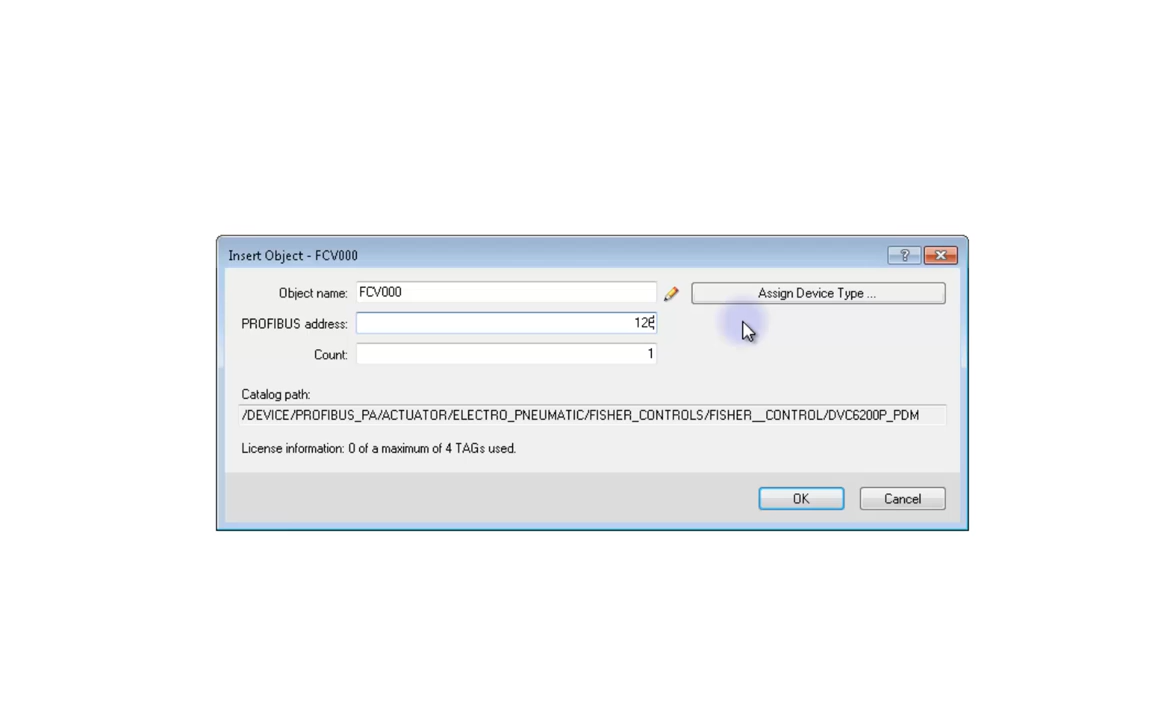 Insert Object - FCV000
?
Object name: FCV000
Assign Device Type ...
PROFIBUS address: 126
Count: 1
Catalog path:
/DEVICE/PROFIBUS_PA/ACTUATOR/ELECTRO_PNEUMATIC/FISHER_CONTROLS/FISHER__CONTROL/DVC6200P_PDM
License information: 0 of a maximum of 4 TAGs used.
OK
Cancel